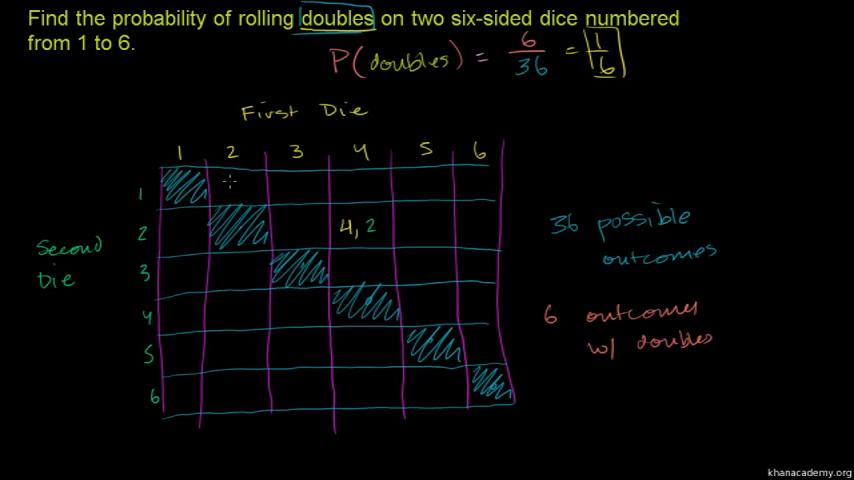 Find the probability of rolling doubles on two six-sided dice numbered
from 1 to 6.
P(doubles) = 6/36 = 1/6
First Die
1 2 3 4 5 6
1
2 4, 2
3
4
5
6
Second
Die
36 possible
outcomes
6 outcomes
w/ doubles
khanacademy.org